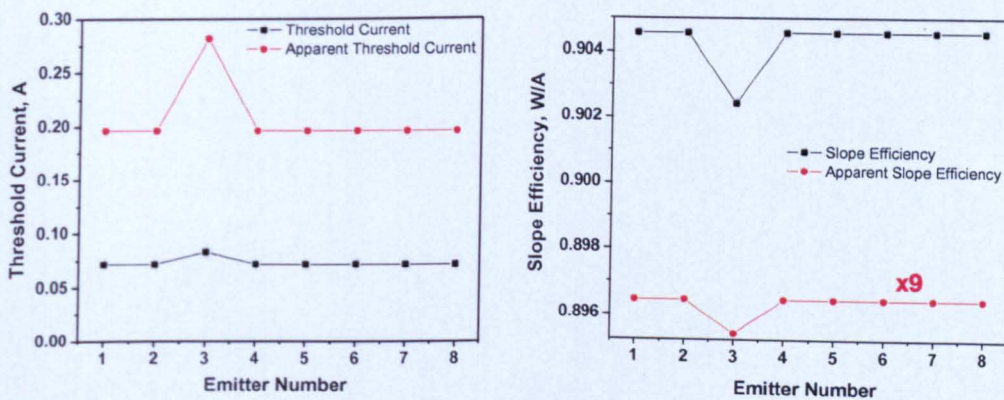 Threshold Current, A
0.30
0.25
0.20
0.15
0.10
0.05
0.00
Threshold Current
Apparent Threshold Current
1 2 3 4 5 6 7 8
Emitter Number
Slope Efficiency, W/A
0.904
0.902
0.900
0.898
0.896
Slope Efficiency
Apparent Slope Efficiency
x9
1 2 3 4 5 6 7 8
Emitter Number